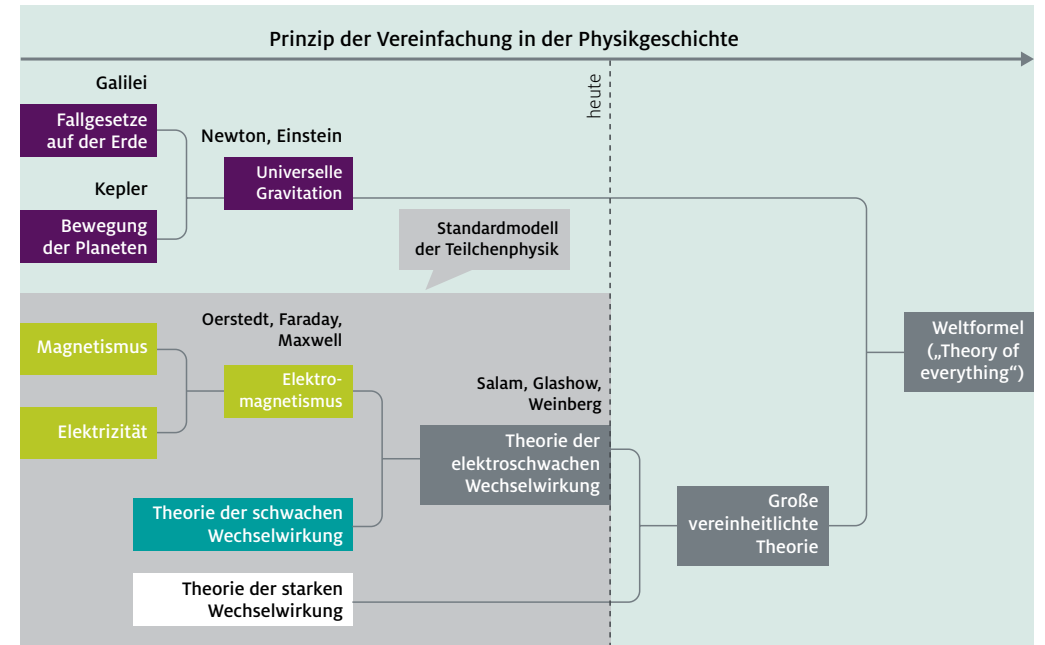 Prinzip der Vereinfachung in der Physikgeschichte
heute
Galilei
Fallgesetze
auf der Erde
Newton, Einstein
Universelle
Gravitation
Kepler
Bewegung
der Planeten
Standardmodell
der Teilchenphysik
Oerstedt, Faraday,
Maxwell
Magnetismus
Elektro-
magnetismus
Elektrizität
Salam, Glashow,
Weinberg
Theorie der
elektroschwachen
Wechselwirkung
Weltformel
(„Theory of
everything“)
Theorie der schwachen
Wechselwirkung
Große
vereinheitlichte
Theorie
Theorie der starken
Wechselwirkung